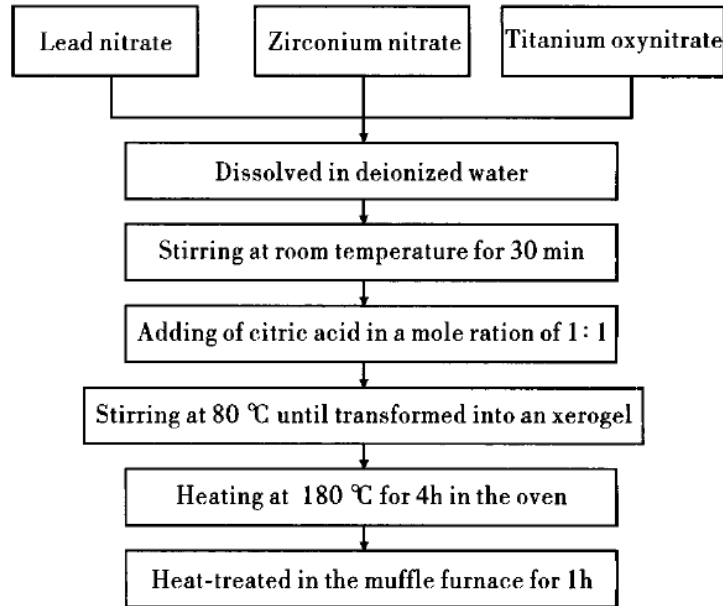 Lead nitrate
Zirconium nitrate
Titanium oxynitrate
Dissolved in deionized water
Stirring at room temperature for 30 min
Adding of citric acid in a mole ration of 1:1
Stirring at 80 ℃ until transformed into an xerogel
Heating at 180 ℃ for 4h in the oven
Heat-treated in the muffle furnace for 1h